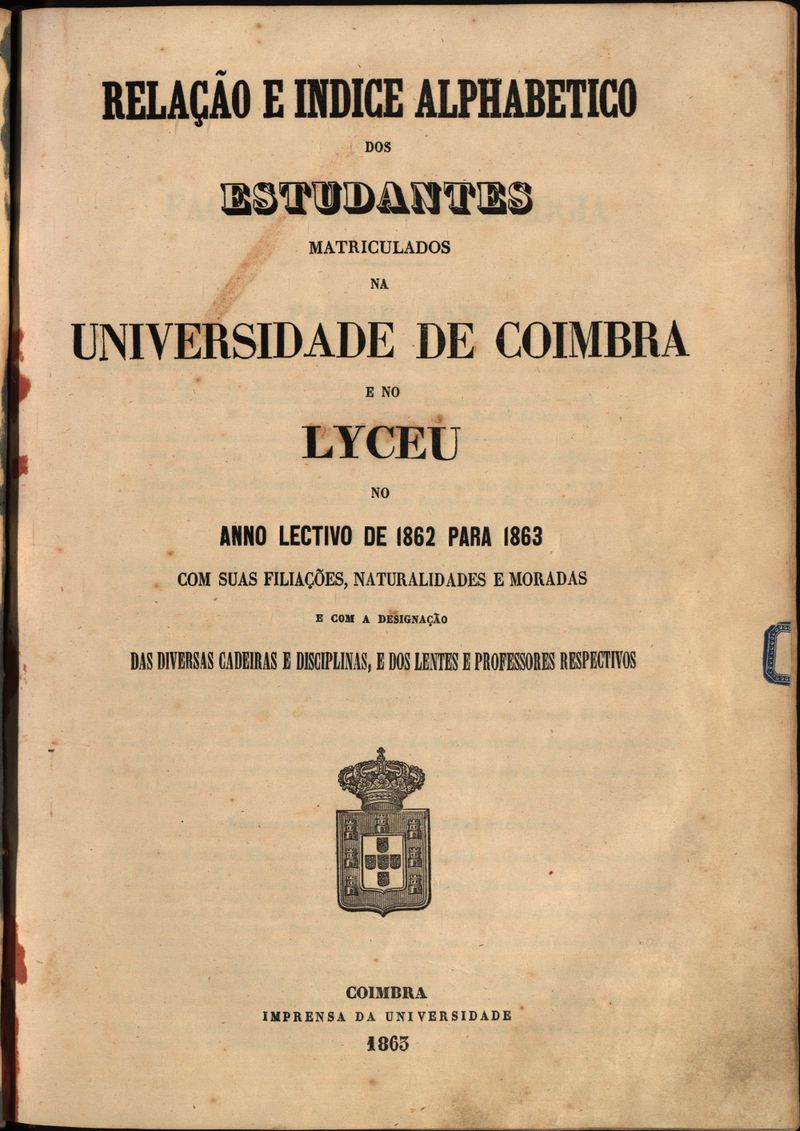 RELAÇÃO E INDICE ALPHABETICO
DOS
ESTUDANTES
MATRICULADOS
NA
UNIVERSIDADE DE COIMBRA
E NO
LYCEU
NO
ANNO LECTIVO DE 1862 PARA 1863
COM SUAS FILIAÇÕES, NATURALIDADES E MORADAS
E COM A DESIGNAÇÃO
DAS DIVERSAS CADEIRAS E DISCIPLINAS, E DOS LENTES E PROFESSORES RESPECTIVOS
COIMBRA
IMPRENSA DA UNIVERSIDADE
1863